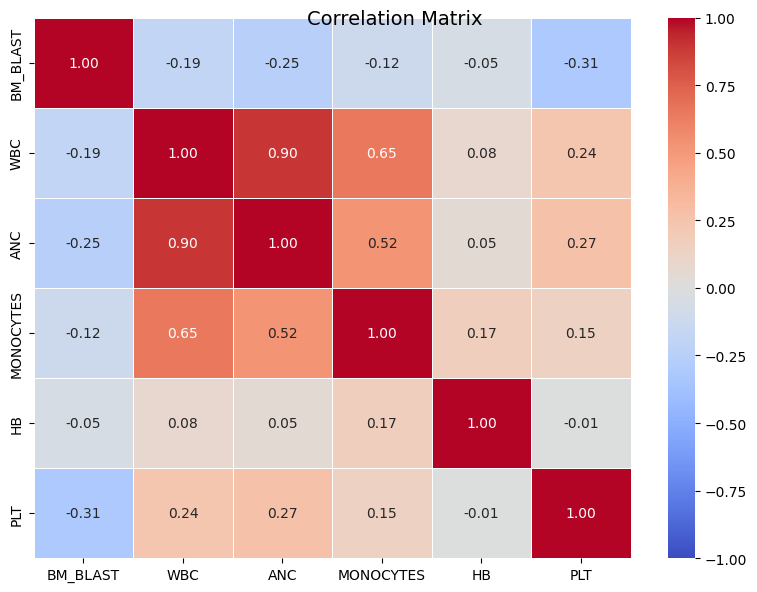 Correlation Matrix
BM_BLAST 1.00 -0.19 -0.25 -0.12 -0.05 -0.31
WBC -0.19 1.00 0.90 0.65 0.08 0.24
ANC -0.25 0.90 1.00 0.52 0.05 0.27
MONOCYTES -0.12 0.65 0.52 1.00 0.17 0.15
HB -0.05 0.08 0.05 0.17 1.00 -0.01
PLT -0.31 0.24 0.27 0.15 -0.01 1.00
BM_BLAST WBC ANC MONOCYTES HB PLT
1.00
0.75
0.50
0.25
0.00
−0.25
−0.50
−0.75
−1.00